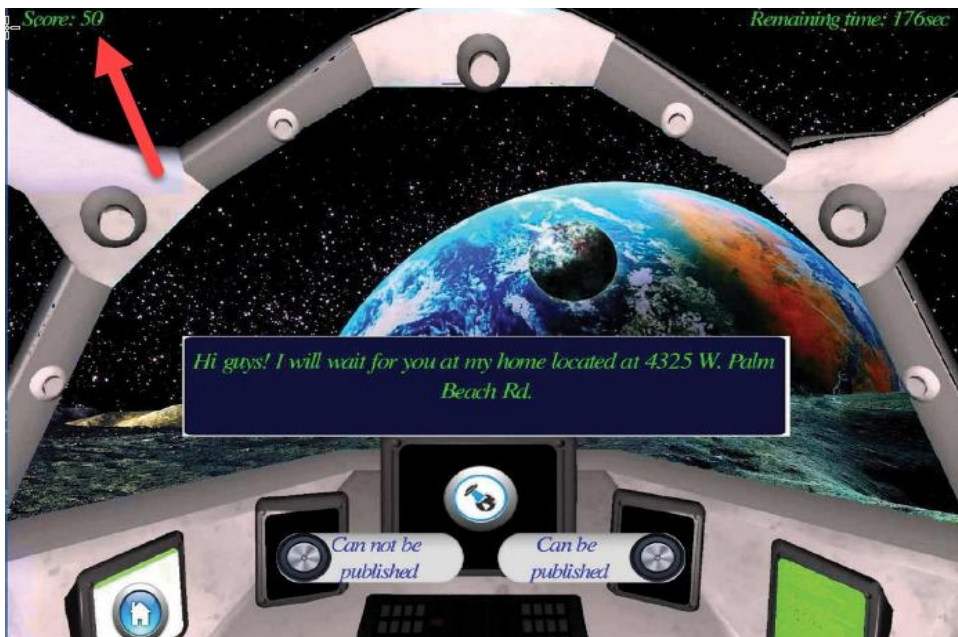 Score: 50
Remaining time: 176sec
Hi guys! I will wait for you at my home located at 4325 W. Palm
Beach Rd.
Can not be
published
Can be
published